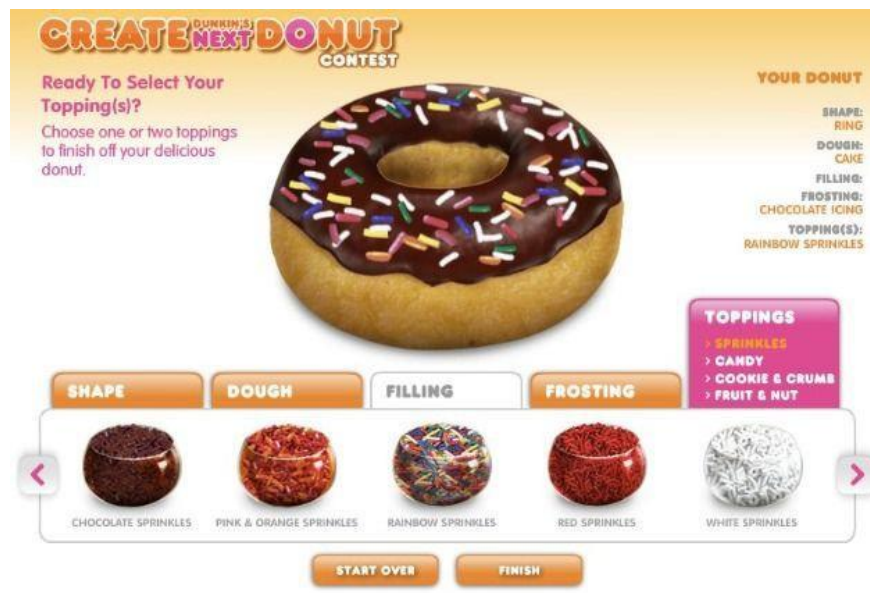 CREATE DUNKIN'S NEXT DONUT
CONTEST
Ready To Select Your
Topping(s)?
Choose one or two toppings
to finish off your delicious
donut.
YOUR DONUT
SHAPE:
RING
DOUGH:
CAKE
FILLING:
FROSTING:
CHOCOLATE ICING
TOPPING(S):
RAINBOW SPRINKLES
TOPPINGS
> SPRINKLES
> CANDY
> COOKIE & CRUMB
> FRUIT & NUT
SHAPE
DOUGH
FILLING
FROSTING
CHOCOLATE SPRINKLES
PINK & ORANGE SPRINKLES
RAINBOW SPRINKLES
RED SPRINKLES
WHITE SPRINKLES
START OVER
FINISH